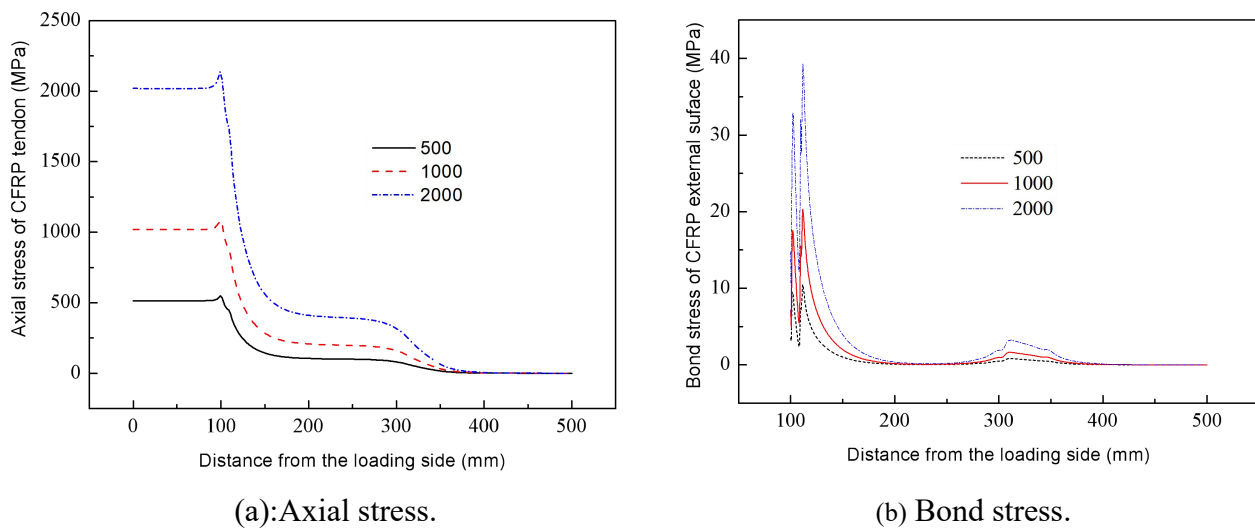 2500
2000
1500
1000
500
0
-250
Axial stress of CFRP tendon (MPa)
500
1000
2000
0 100 200 300 400 500
Distance from the loading side (mm)
(a):Axial stress.
40
30
20
10
0
Bond stress of CFRP external suface (MPa)
500
1000
2000
100 200 300 400 500
Distance from the loading side (mm)
(b) Bond stress.